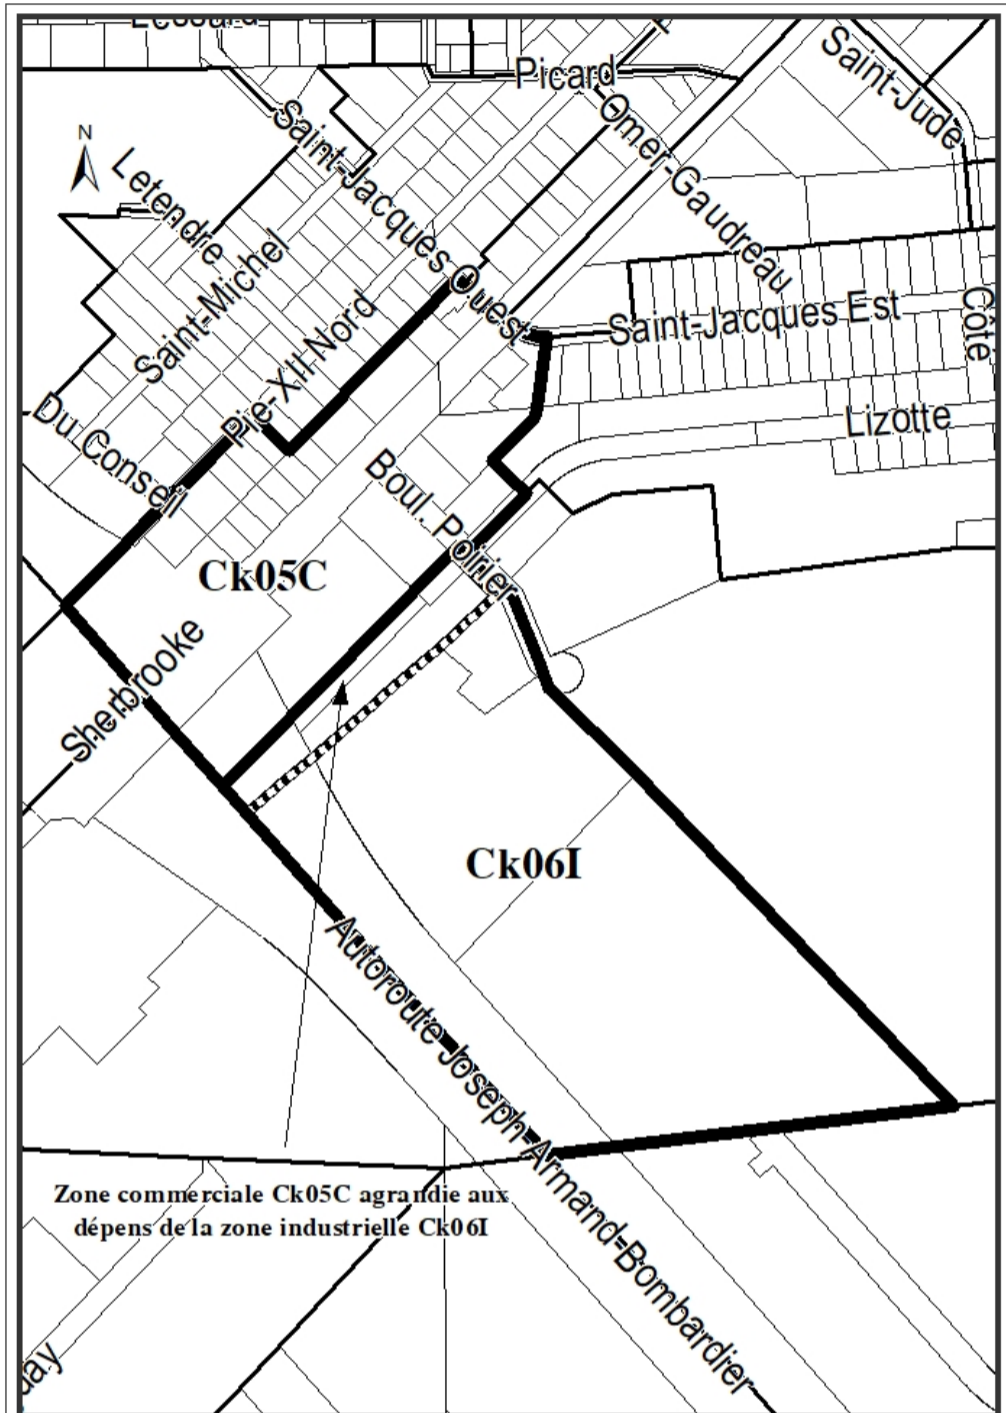 Picard
Saint-Jude
Omer-Gaudreau
Saint-Jacques Ouest
N
Letendre
Saint-Michel
Pie-XII Nord
Saint-Jacques Est
Côté
Lizotte
Du Conseil
Boul. Poirier
Ck05C
Sherbrooke
Ck06I
Autoroute Joseph-Armand-Bombardier
Zone commerciale Ck05C agrandie aux
dépens de la zone industrielle Ck06I